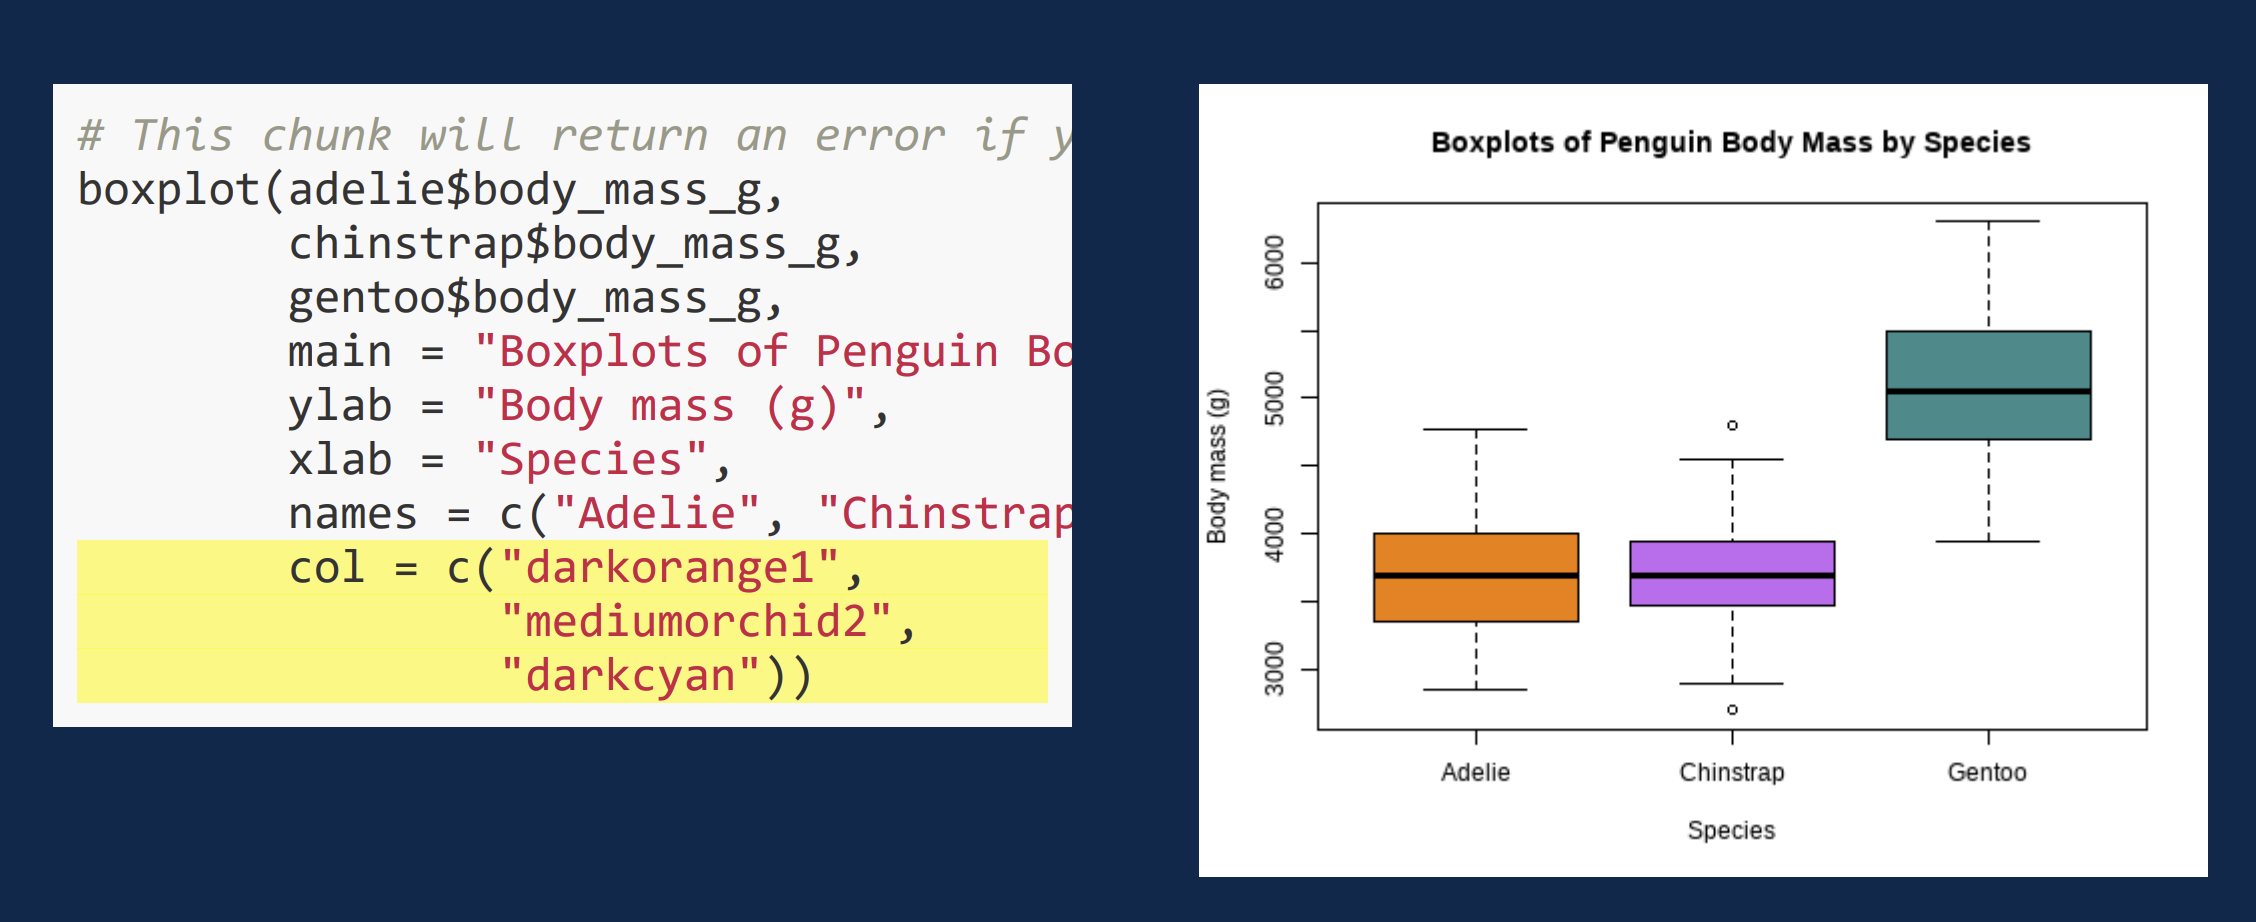 # This chunk will return an error if y
boxplot(adelie$body_mass_g,
chinstrap$body_mass_g,
gentoo$body_mass_g,
main = "Boxplots of Penguin Bo
ylab = "Body mass (g)",
xlab = "Species",
names = c("Adelie", "Chinstrap
col = c("darkorange1",
"mediumorchid2",
"darkcyan"))
Boxplots of Penguin Body Mass by Species
Body mass (g)
6000
5000
4000
3000
Adelie Chinstrap Gentoo
Species